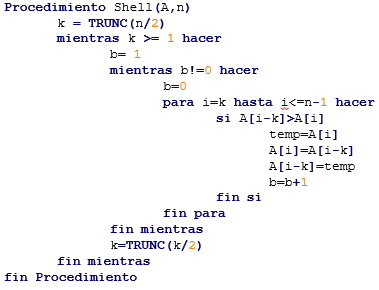 Procedimiento Shell(A,n)
k = TRUNC(n/2)
mientras k >= 1 hacer
b= 1
mientras b!=0 hacer
b=0
para i=k hasta i<=n-1 hacer
si A[i-k]>A[i]
temp=A[i]
A[i]=A[i-k]
A[i-k]=temp
b=b+1
fin si
fin para
fin mientras
k=TRUNC(k/2)
fin mientras
fin Procedimiento